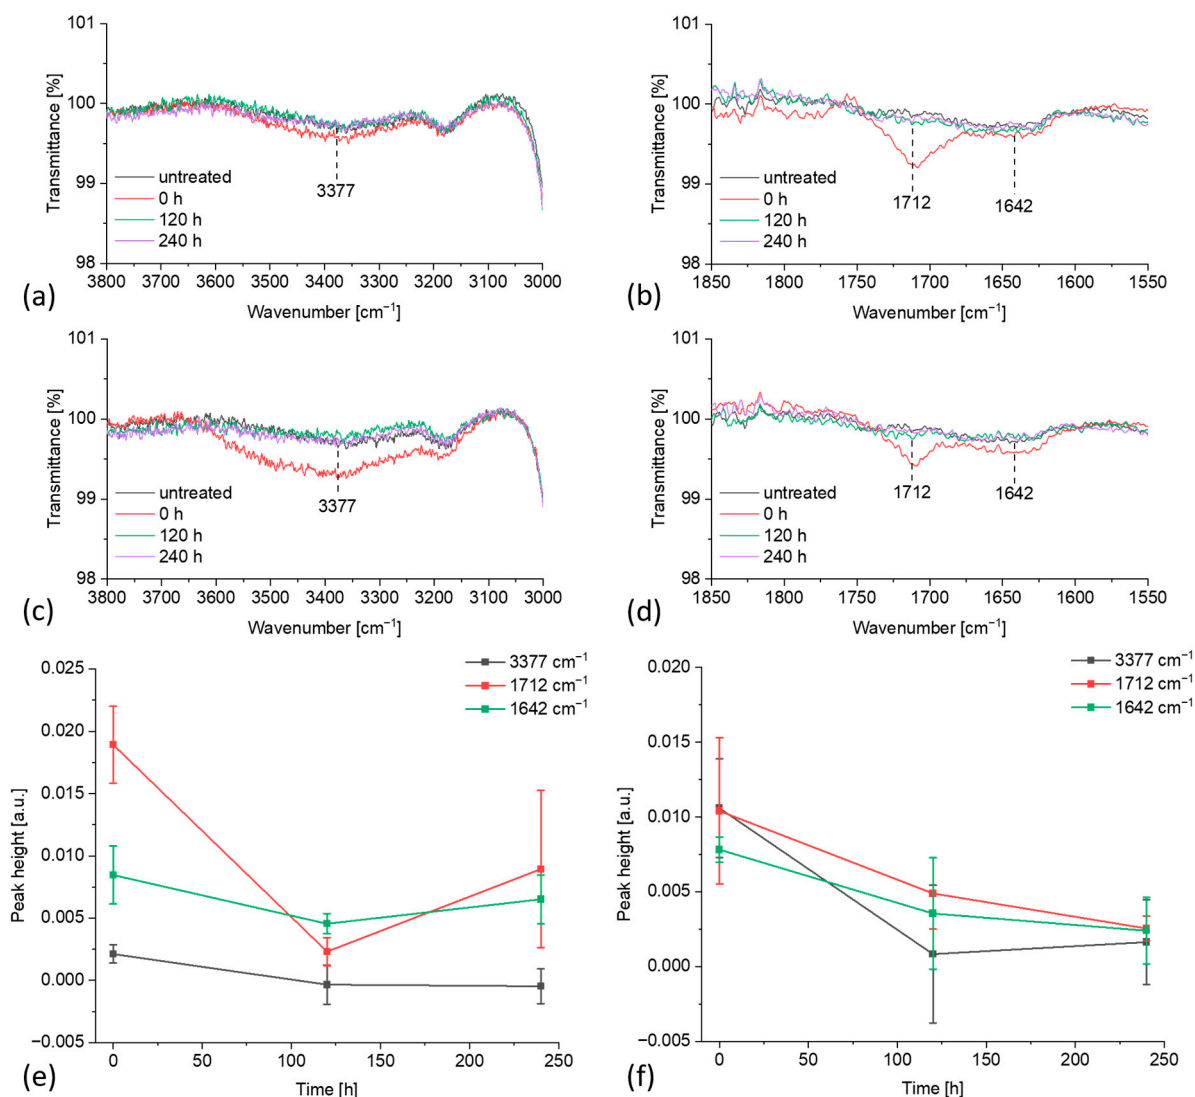 101
100
99
98
Transmittance [%]
3377
untreated
0 h
120 h
240 h
3800 3700 3600 3500 3400 3300 3200 3100 3000
Wavenumber [cm⁻¹]
(a)
101
100
99
98
Transmittance [%]
1712
1642
untreated
0 h
120 h
240 h
1850 1800 1750 1700 1650 1600 1550
Wavenumber [cm⁻¹]
(b)
101
100
99
98
Transmittance [%]
3377
untreated
0 h
120 h
240 h
3800 3700 3600 3500 3400 3300 3200 3100 3000
Wavenumber [cm⁻¹]
(c)
101
100
99
98
Transmittance [%]
1712
1642
untreated
0 h
120 h
240 h
1850 1800 1750 1700 1650 1600 1550
Wavenumber [cm⁻¹]
(d)
3377 cm⁻¹
1712 cm⁻¹
1642 cm⁻¹
0.025
0.020
0.015
0.010
0.005
0.000
−0.005
Peak height [a.u.]
0 50 100 150 200 250
Time [h]
(e)
3377 cm⁻¹
1712 cm⁻¹
1642 cm⁻¹
0.020
0.015
0.010
0.005
0.000
−0.005
Peak height [a.u.]
0 50 100 150 200 250
Time [h]
(f)